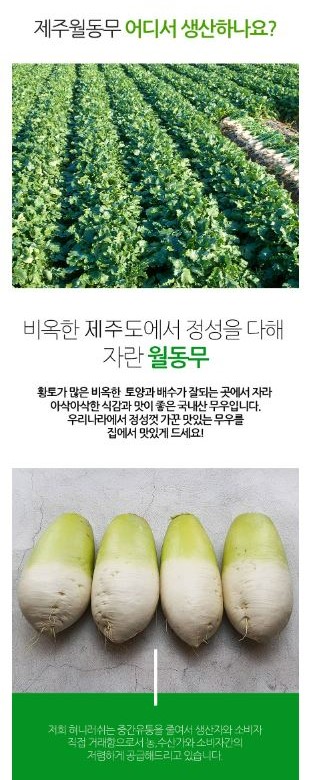 제주월동무 어디서 생산하나요?
비옥한 제주도에서 정성을 다해
자란 월동무
황토가 많은 비옥한 토양과 배수가 잘되는 곳에서 자라
아삭아삭한 식감과 맛이 좋은 국내산 무우입니다.
우리나라에서 정성껏 가꾼 맛있는 무우를
집에서 맛있게 드세요!
저희 허니러쉬는 중간유통을 줄여서 생산자와 소비자
직접 거래함으로서 농,수산가와 소비자간의
저렴하게 공급해드리고 있습니다.